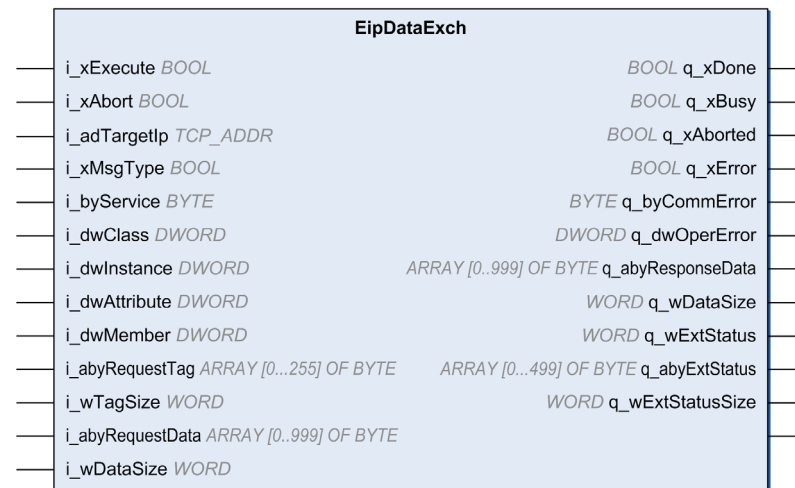 EipDataExch
i_xExecute BOOL BOOL q_xDone
i_xAbort BOOL BOOL q_xBusy
i_adTargetIp TCP_ADDR BOOL q_xAborted
i_xMsgType BOOL BOOL q_xError
i_byService BYTE BYTE q_byCommError
i_dwClass DWORD DWORD q_dwOperError
i_dwInstance DWORD ARRAY [0..999] OF BYTE q_abyResponseData
i_dwAttribute DWORD WORD q_wDataSize
i_dwMember DWORD WORD q_wExtStatus
i_abyRequestTag ARRAY [0...255] OF BYTE ARRAY [0...499] OF BYTE q_abyExtStatus
i_wTagSize WORD WORD q_wExtStatusSize
i_abyRequestData ARRAY [0..999] OF BYTE
i_wDataSize WORD